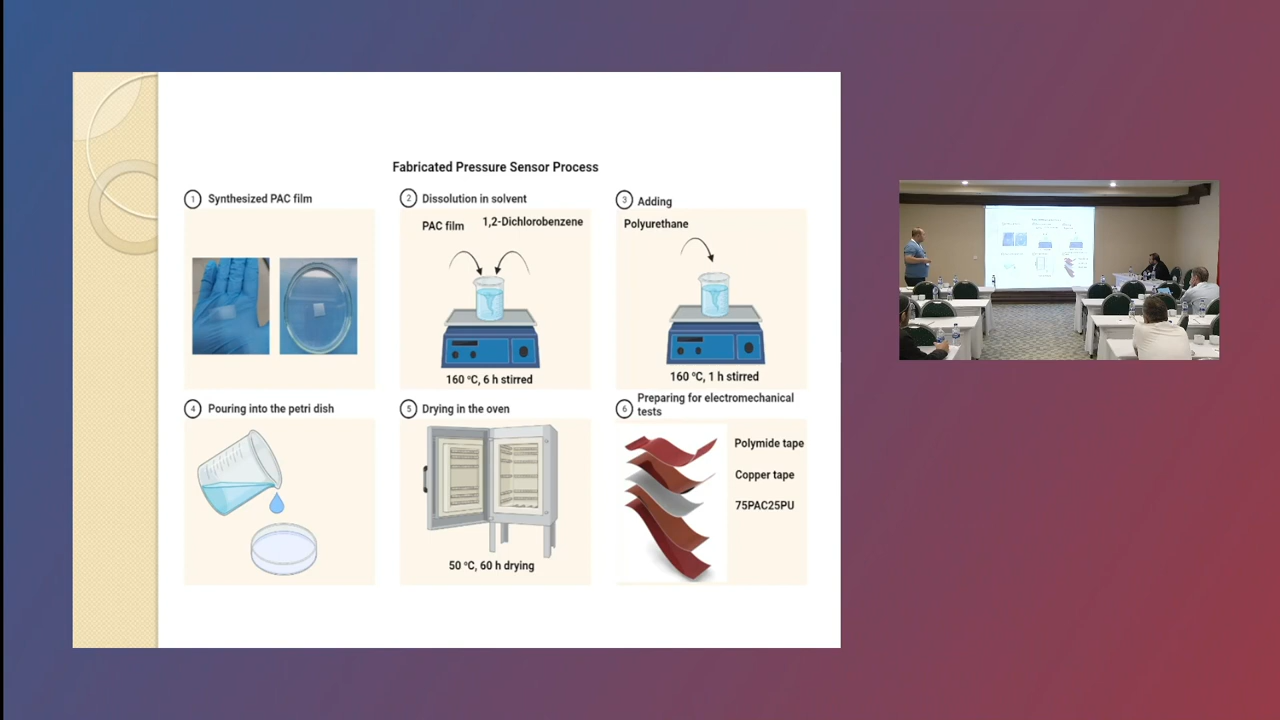 Fabricated Pressure Sensor Process
1 Synthesized PAC film
2 Dissolution in solvent
3 Adding
PAC film
1,2-Dichlorobenzene
Polyurethane
160 °C, 6 h stirred
160 °C, 1 h stirred
4 Pouring into the petri dish
5 Drying in the oven
6 Preparing for electromechanical
tests
Polymide tape
Copper tape
75PAC25PU
50 °C, 60 h drying